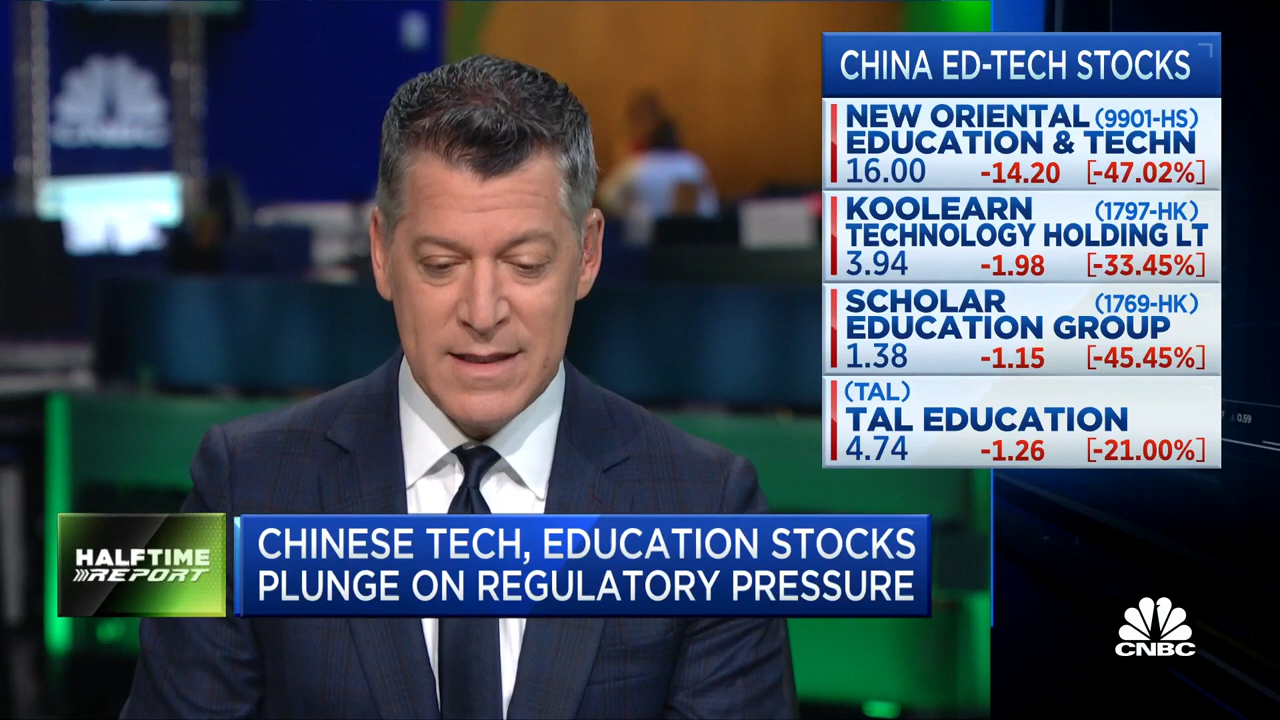 CNBC
CHINA ED-TECH STOCKS
NEW ORIENTAL (9901-HS)
EDUCATION & TECHN
16.00 -14.20 [-47.02%]
KOOLEARN (1797-HK)
TECHNOLOGY HOLDING LT
3.94 -1.98 [-33.45%]
SCHOLAR (1769-HK)
EDUCATION GROUP
1.38 -1.15 [-45.45%]
(TAL)
TAL EDUCATION
4.74 -1.26 [-21.00%]
0.59
HALFTIME
REPORT
CHINESE TECH, EDUCATION STOCKS
PLUNGE ON REGULATORY PRESSURE
CNBC